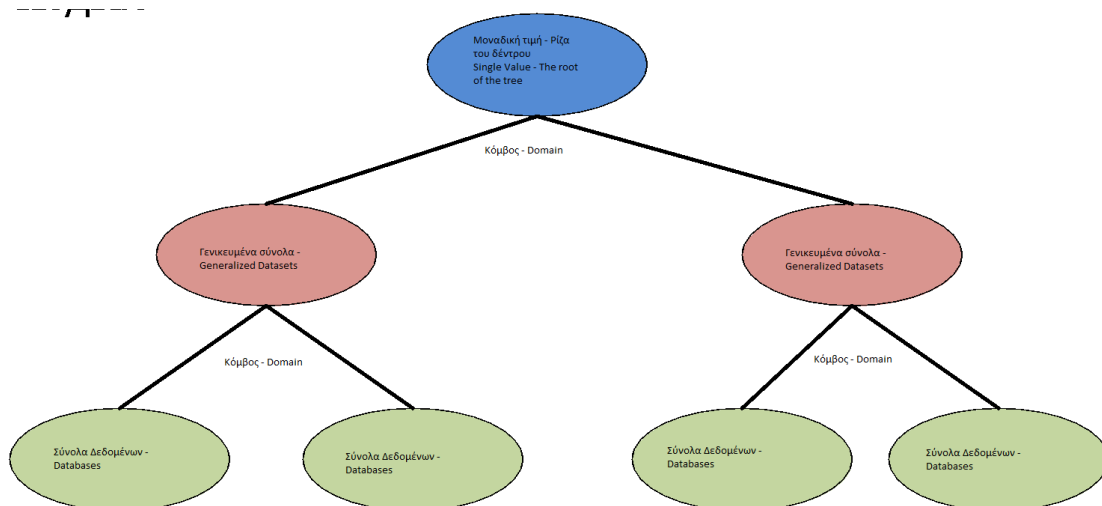 Μοναδική τιμή - Ρίζα
του δέντρου
Single Value - The root
of the tree
Κόμβος - Domain
Γενικευμένα σύνολα -
Generalized Datasets
Γενικευμένα σύνολα -
Generalized Datasets
Κόμβος - Domain
Κόμβος - Domain
Σύνολα Δεδομένων -
Databases
Σύνολα Δεδομένων -
Databases
Σύνολα Δεδομένων -
Databases
Σύνολα Δεδομένων -
Databases